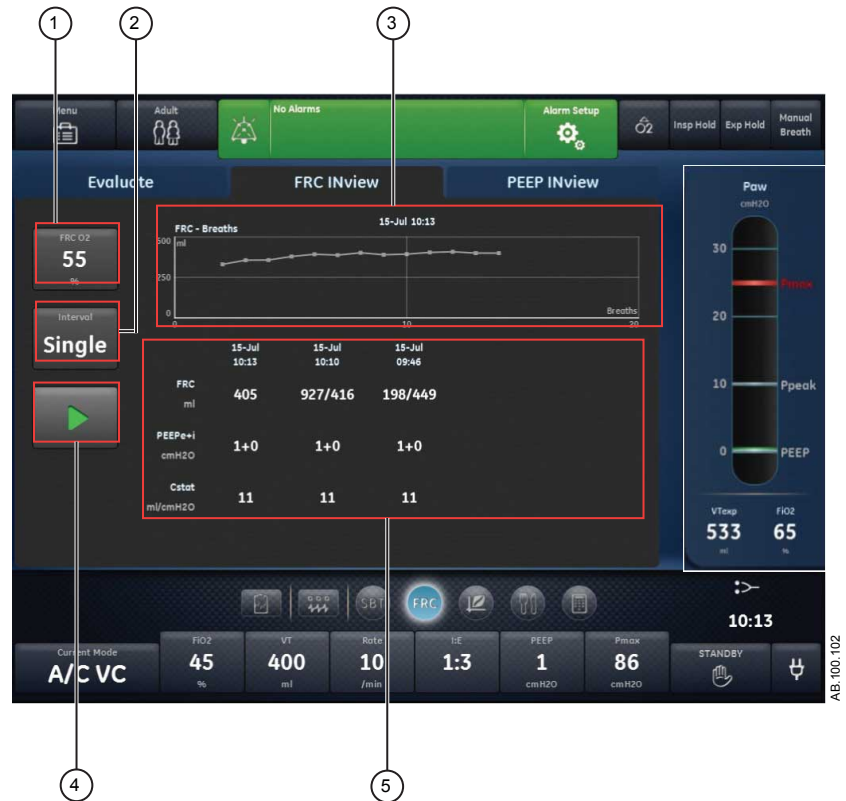 1 2 3
Menu Adult No Alarms Alarm Setup O2 Insp Hold Exp Hold Manual Breath
Evaluate FRC INview PEEP INview
Paw
cmH2O
FRC - Breaths 15-Jul 10:13
500 ml
250
0
Breaths
0 10 20
FRC O2
55
%
Interval
Single
15-Jul 15-Jul 15-Jul
10:13 10:10 09:46
FRC
ml
405 927/416 198/449
PEEPe+i
cmH2O
1+0 1+0 1+0
Cstat
ml/cmH2O
11 11 11
30
Pmax
20
10 Ppeak
0 PEEP
VTexp FiO2
533 65
ml %
SBT FRC
10:13
Current Mode
A/C VC
FiO2 VT Rate I:E PEEP Pmax
45 400 10 1:3 1 86
% ml /min cmH2O cmH2O
STANDBY
AB.100.102
4 5